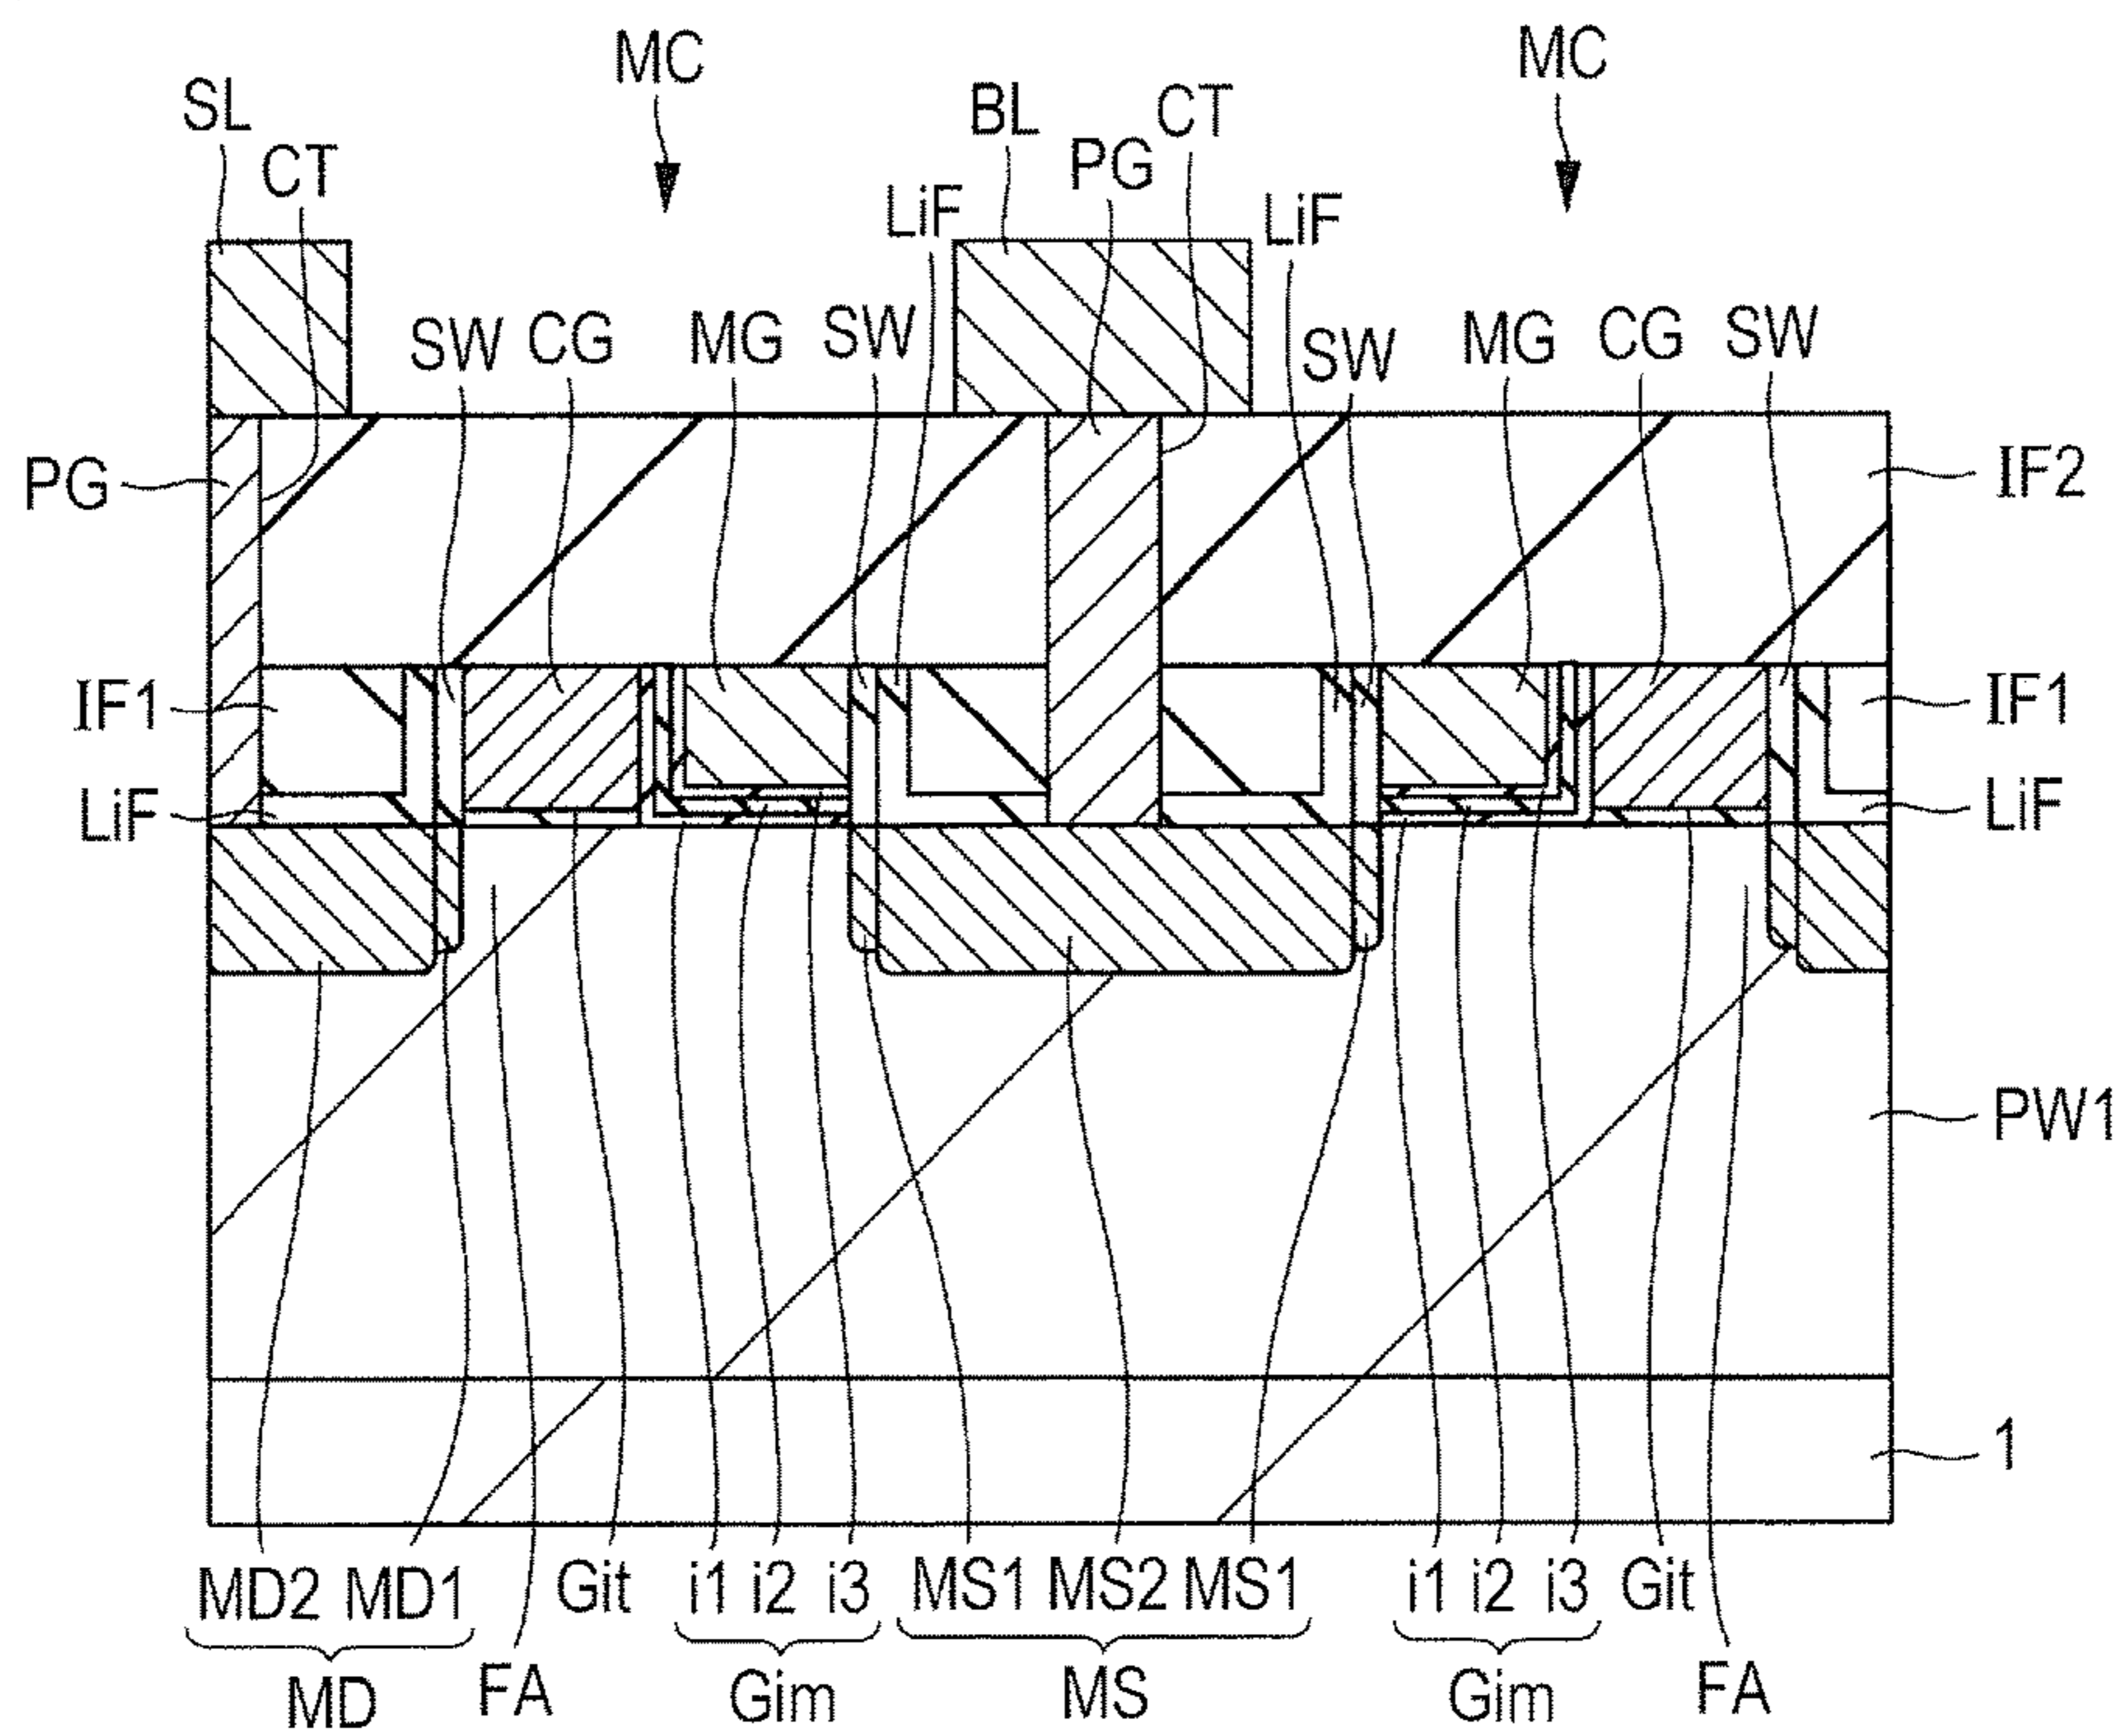 MC MC
SL BL CT
CT PG
LiF LiF
SW CG MG SW SW MG CG SW
PG IF2
IF1 IF1
LiF LiF
PW1
1
MD2 MD1 Git i1 i2 i3 MS1 MS2 MS1 i1 i2 i3 Git
MD FA Gim MS Gim FA